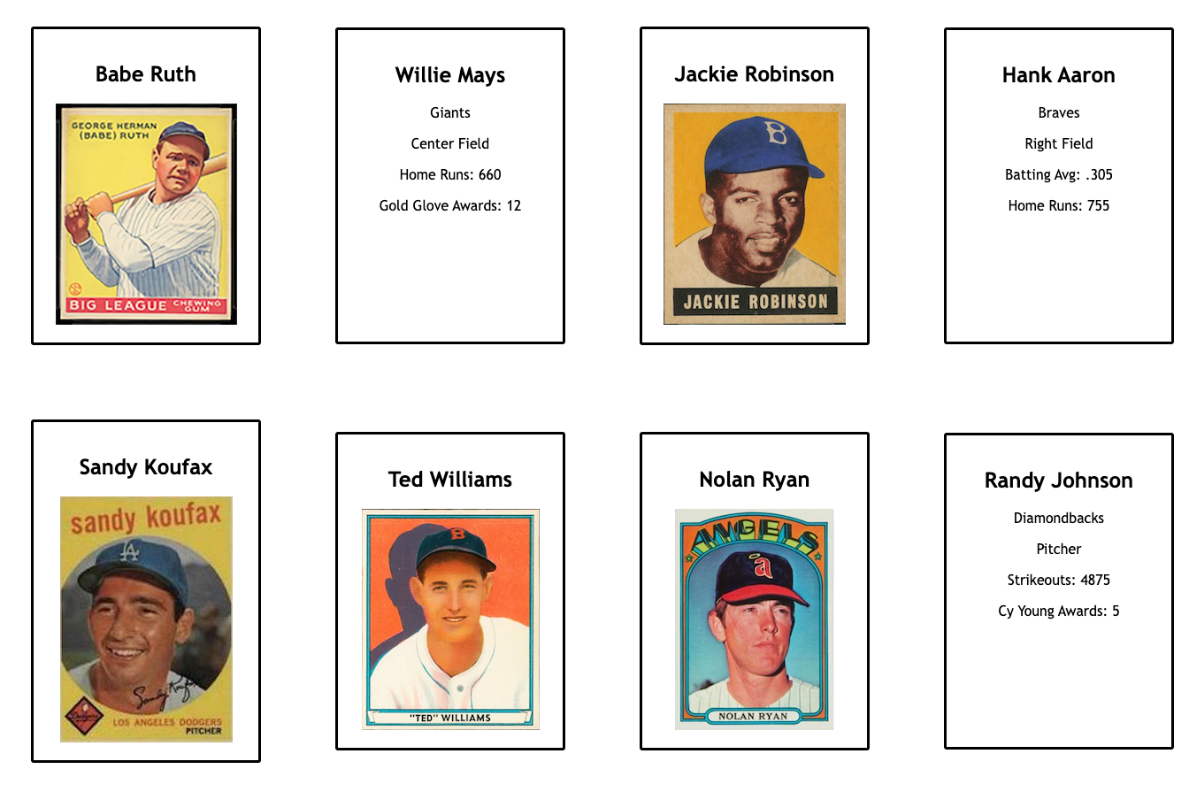 Babe Ruth
GEORGE HERMAN
(BABE) RUTH
BIG LEAGUE CHEWING GUM
Willie Mays
Giants
Center Field
Home Runs: 660
Gold Glove Awards: 12
Jackie Robinson
B
JACKIE ROBINSON
Hank Aaron
Braves
Right Field
Batting Avg: .305
Home Runs: 755
Sandy Koufax
sandy koufax
LA
Sandy Koufax
Dodgers
LOS ANGELES DODGERS
PITCHER
Ted Williams
B
"TED" WILLIAMS
Nolan Ryan
ANGELS
a
NOLAN RYAN
Randy Johnson
Diamondbacks
Pitcher
Strikeouts: 4875
Cy Young Awards: 5